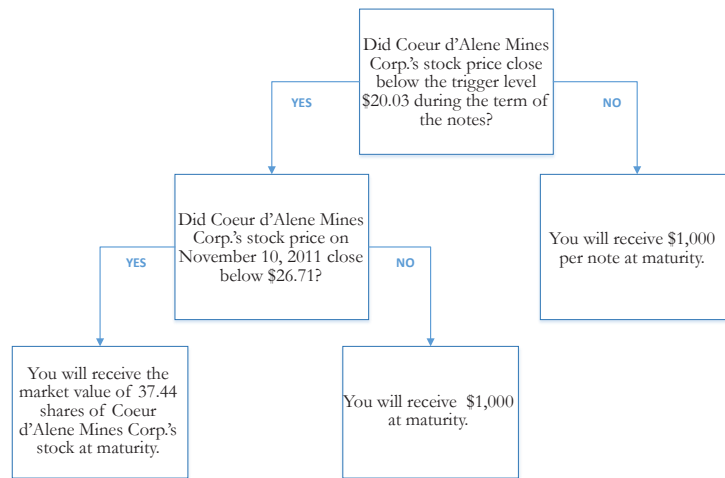 Did Coeur d'Alene Mines
Corp.'s stock price close
below the trigger level
$20.03 during the term of
the notes?
YES
NO
Did Coeur d'Alene Mines
Corp.'s stock price on
November 10, 2011 close
below $26.71?
You will receive $1,000
per note at maturity.
YES
NO
You will receive the
market value of 37.44
shares of Coeur
d'Alene Mines Corp.'s
stock at maturity.
You will receive $1,000
at maturity.